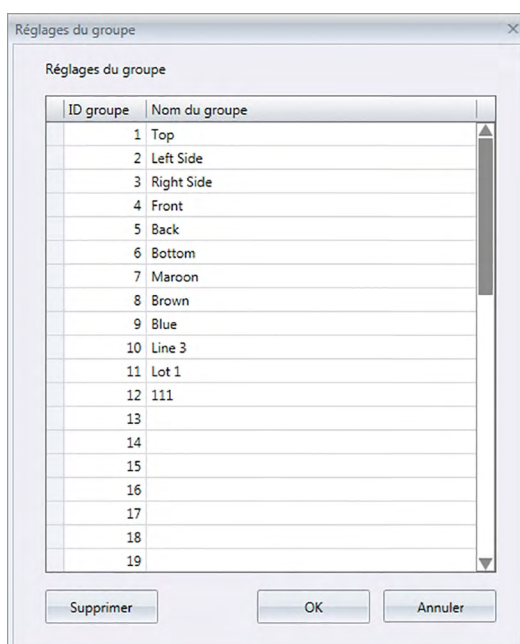 Réglages du groupe
Réglages du groupe
ID groupe Nom du groupe
1 Top
2 Left Side
3 Right Side
4 Front
5 Back
6 Bottom
7 Maroon
8 Brown
9 Blue
10 Line 3
11 Lot 1
12 111
13
14
15
16
17
18
19
Supprimer OK Annuler